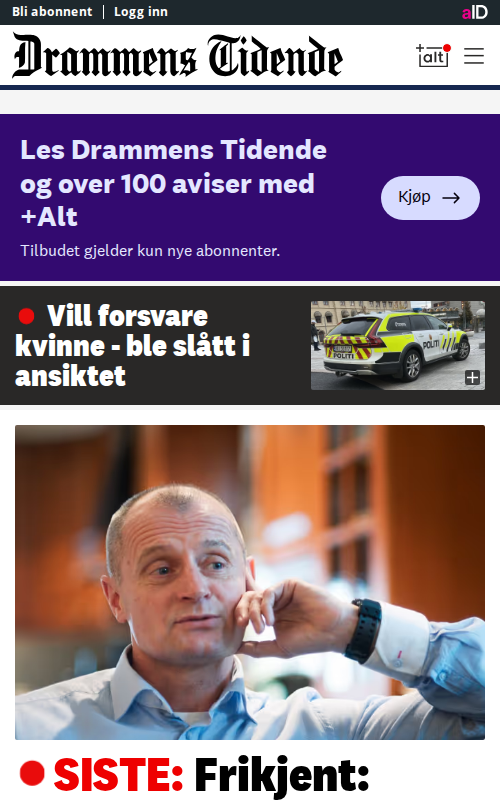 Bli abonnent | Logg inn
aID
Drammens Tidende
+alt
Les Drammens Tidende
og over 100 aviser med
+Alt
Kjøp →
Tilbudet gjelder kun nye abonnenter.
Vill forsvare
kvinne - ble slått i
ansiktet
POLITI
POLITI
SISTE: Frikjent: